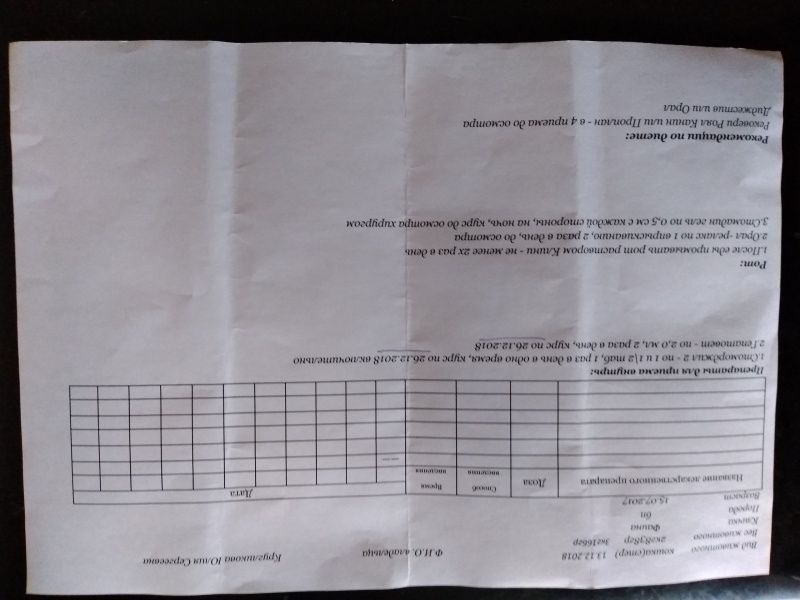 Вид животного кошка(стер) 13.12.2018 Ф.И.О. владельца Кругликова Юлия Сергеевна
Вес животного 2кг838гр 3кг166гр
Кличка Фаина
Порода бп
Возраст 15.07.2017
Название лекарственного препарата Доза Способ введения Время введения Дата
Препараты для приема внутрь:
1.Стоморджил 2 - по 1 и 1\2 таб, 1 раз в день в одно время, курс по 26.12.2018 включительно
2.Гепатовет - по 2,0 мл, 2 раза в день, курс по 26.12.2018
Рот:
1.После еды промывать рот раствором Клини - не менее 2х раз в день
2.Орал -релакс по 1 впрыскиванию, 2 раза в день, до осмотра
3.Стомадин гель по 0,5 см с каждой стороны, на ночь, курс до осмотра хирургом
Рекомендации по диете:
Рековери Роял Канин или Проплан - в 4 приема до осмотра
Диджестив или Орал